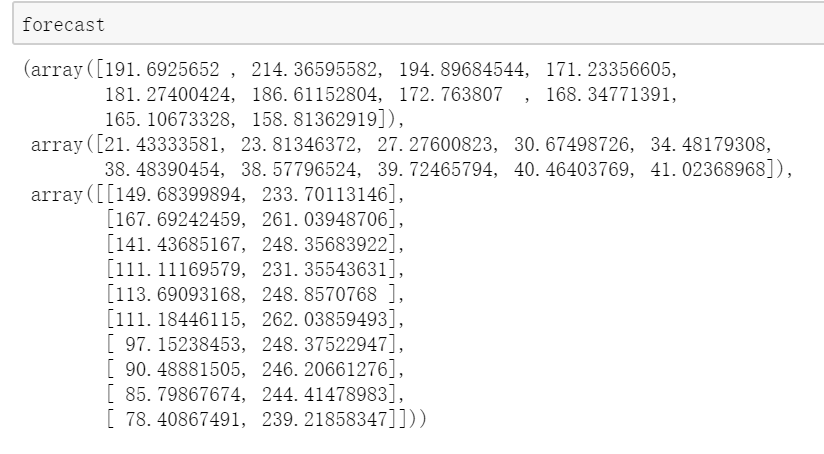 forecast
(array([191.6925652 , 214.36595582, 194.89684544, 171.23356605,
181.27400424, 186.61152804, 172.763807  , 168.34771391,
165.10673328, 158.81362919]),
array([21.43333581, 23.81346372, 27.27600823, 30.67498726, 34.48179308,
38.48390454, 38.57796524, 39.72465794, 40.46403769, 41.02368968]),
array([[149.68399894, 233.70113146],
[167.69242459, 261.03948706],
[141.43685167, 248.35683922],
[111.11169579, 231.35543631],
[113.69093168, 248.8570768 ],
[111.18446115, 262.03859493],
[ 97.15238453, 248.37522947],
[ 90.48881505, 246.20661276],
[ 85.79867674, 244.41478983],
[ 78.40867491, 239.21858347]]))